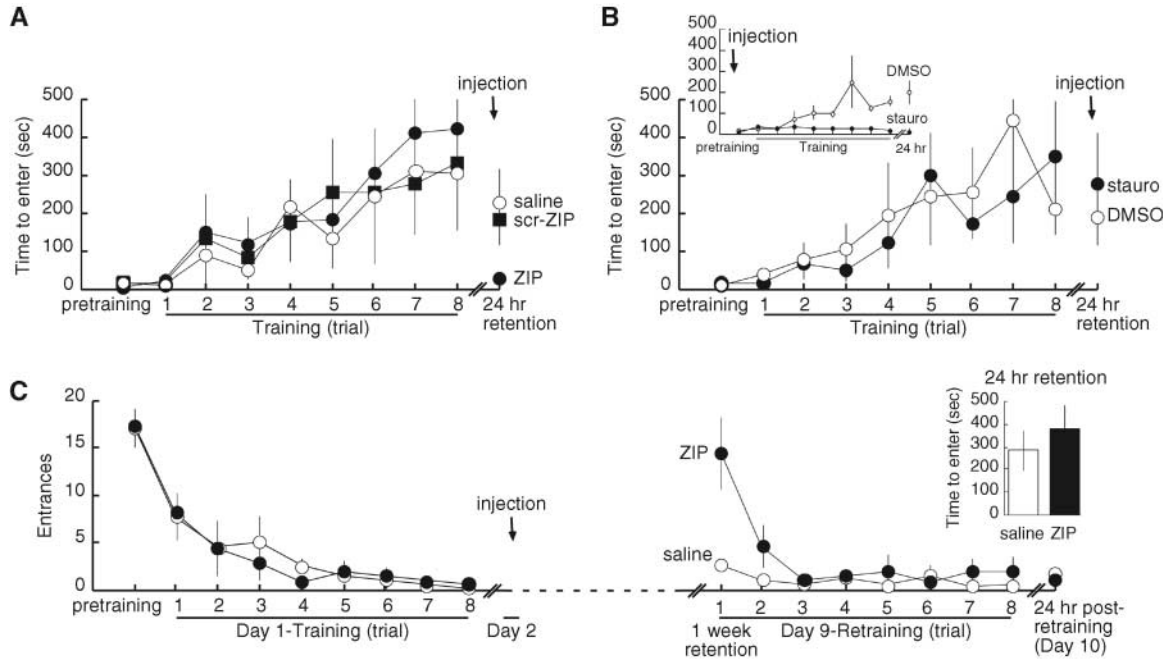 A
injection
Time to enter (sec)
500
400
300
200
100
0
saline
scr-ZIP
ZIP
pretraining 1 2 3 4 5 6 7 8 24 hr
retention
Training (trial)
B
injection
500
400
300
200
100
0
DMSO
stauro
pretraining Training 24 hr
injection
Time to enter (sec)
500
400
300
200
100
0
stauro
DMSO
pretraining 1 2 3 4 5 6 7 8 24 hr
retention
Training (trial)
C
Entrances
20
15
10
5
0
injection
pretraining 1 2 3 4 5 6 7 8
Day 1-Training (trial) Day 2
ZIP
saline
1 2 3 4 5 6 7 8
1 week
retention
Day 9-Retraining (trial)
24 hr post-
retraining
(Day 10)
24 hr retention
Time to enter (sec)
500
400
300
200
100
0
saline ZIP